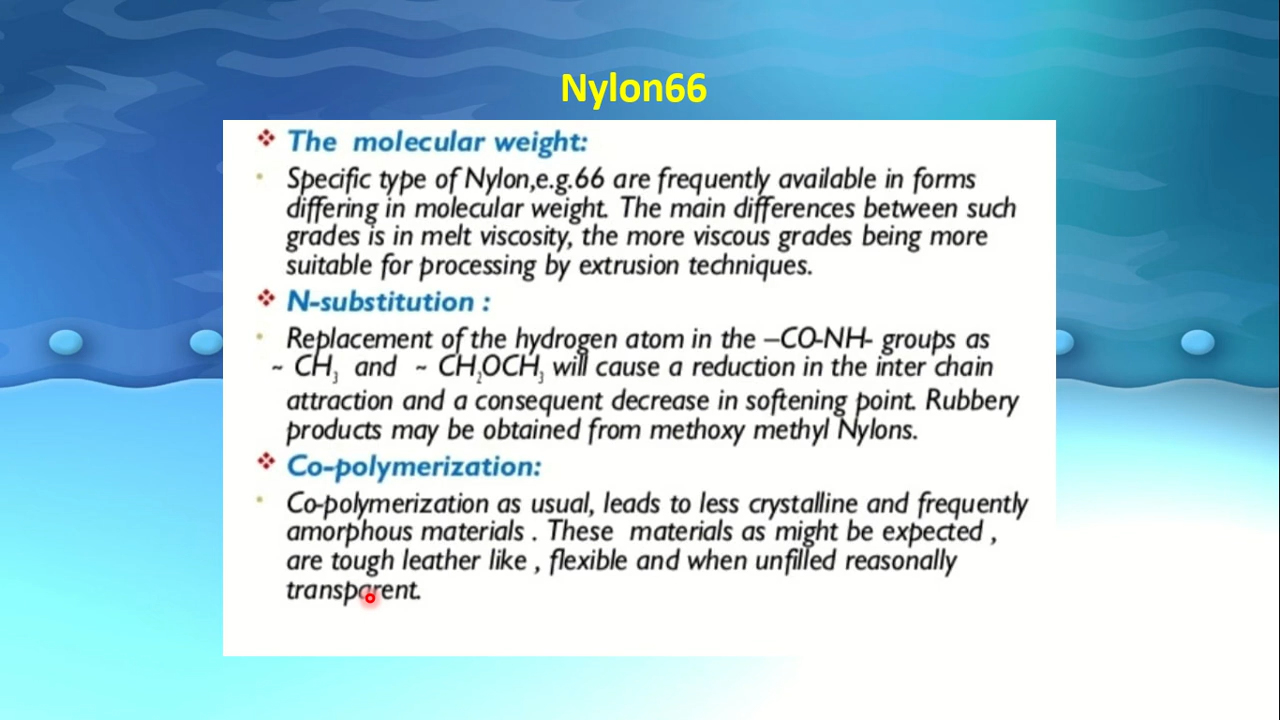 Nylon66
The molecular weight:
Specific type of Nylon,e.g.66 are frequently available in forms
differing in molecular weight. The main differences between such
grades is in melt viscosity, the more viscous grades being more
suitable for processing by extrusion techniques.
N-substitution :
Replacement of the hydrogen atom in the –CO-NH- groups as
~ CH₃ and ~ CH₂OCH₃ will cause a reduction in the inter chain
attraction and a consequent decrease in softening point. Rubbery
products may be obtained from methoxy methyl Nylons.
Co-polymerization:
Co-polymerization as usual, leads to less crystalline and frequently
amorphous materials . These materials as might be expected ,
are tough leather like , flexible and when unfilled reasonally
transparent.